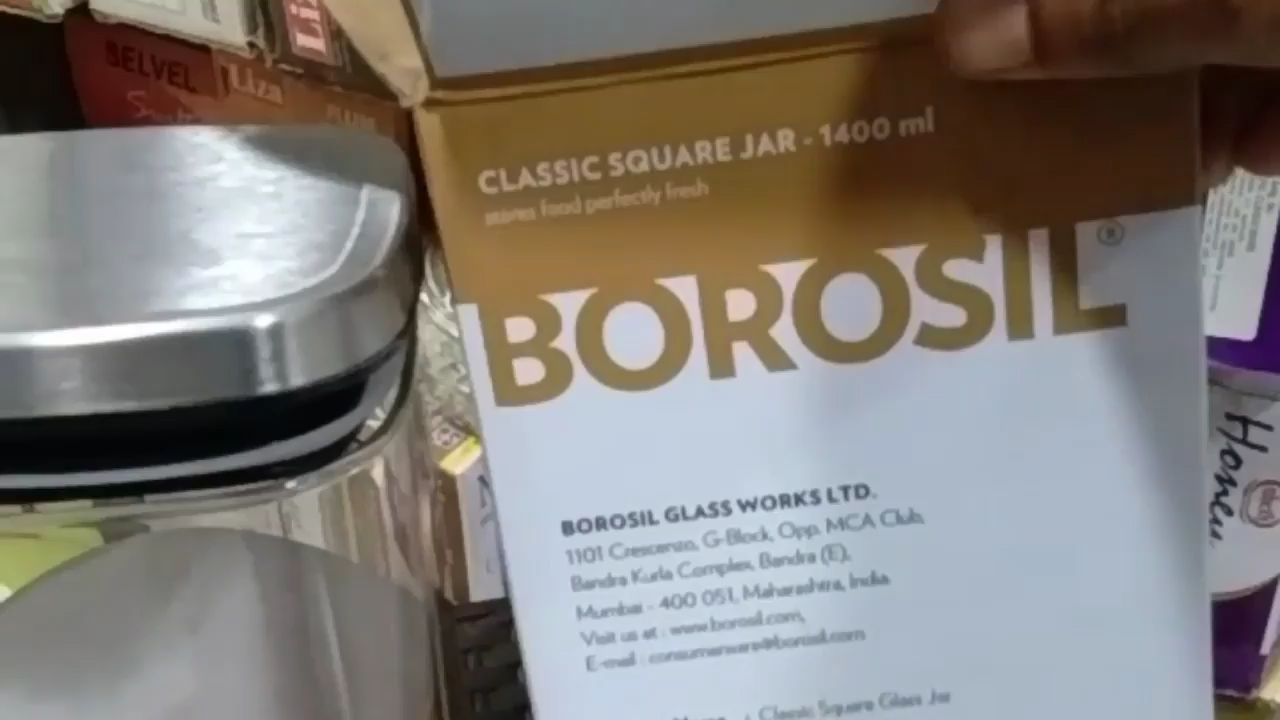 BELVEL
Liza
CLASSIC SQUARE JAR - 1400 ml
stores food perfectly fresh
BOROSIL®
BOROSIL GLASS WORKS LTD.
1101 Crescenzo, G-Block, Opp. MCA Club,
Bandra Kurla Complex, Bandra (E),
Mumbai - 400 051, Maharashtra, India
Visit us at : www.borosil.com,
E-mail : consumerware@borosil.com
: Classic Square Glass Jar
Home